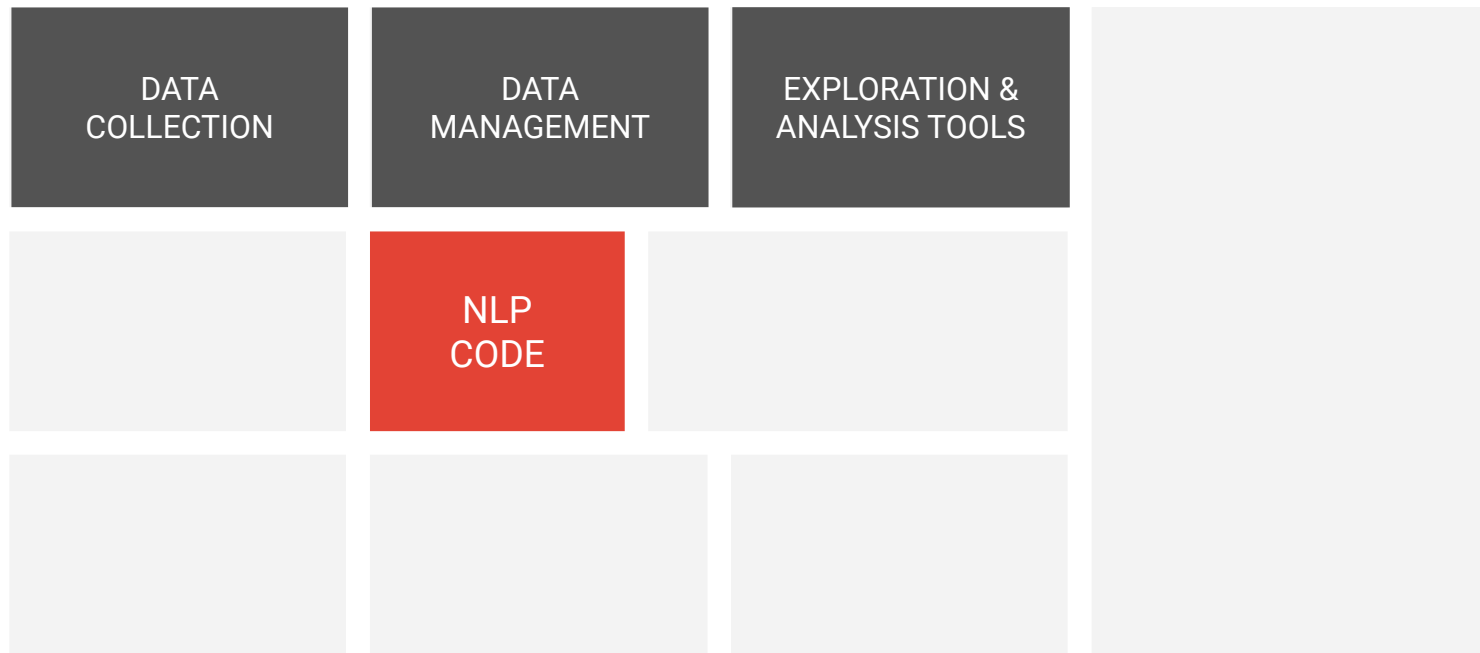 DATA
COLLECTION
DATA
MANAGEMENT
EXPLORATION &
ANALYSIS TOOLS
NLP
CODE